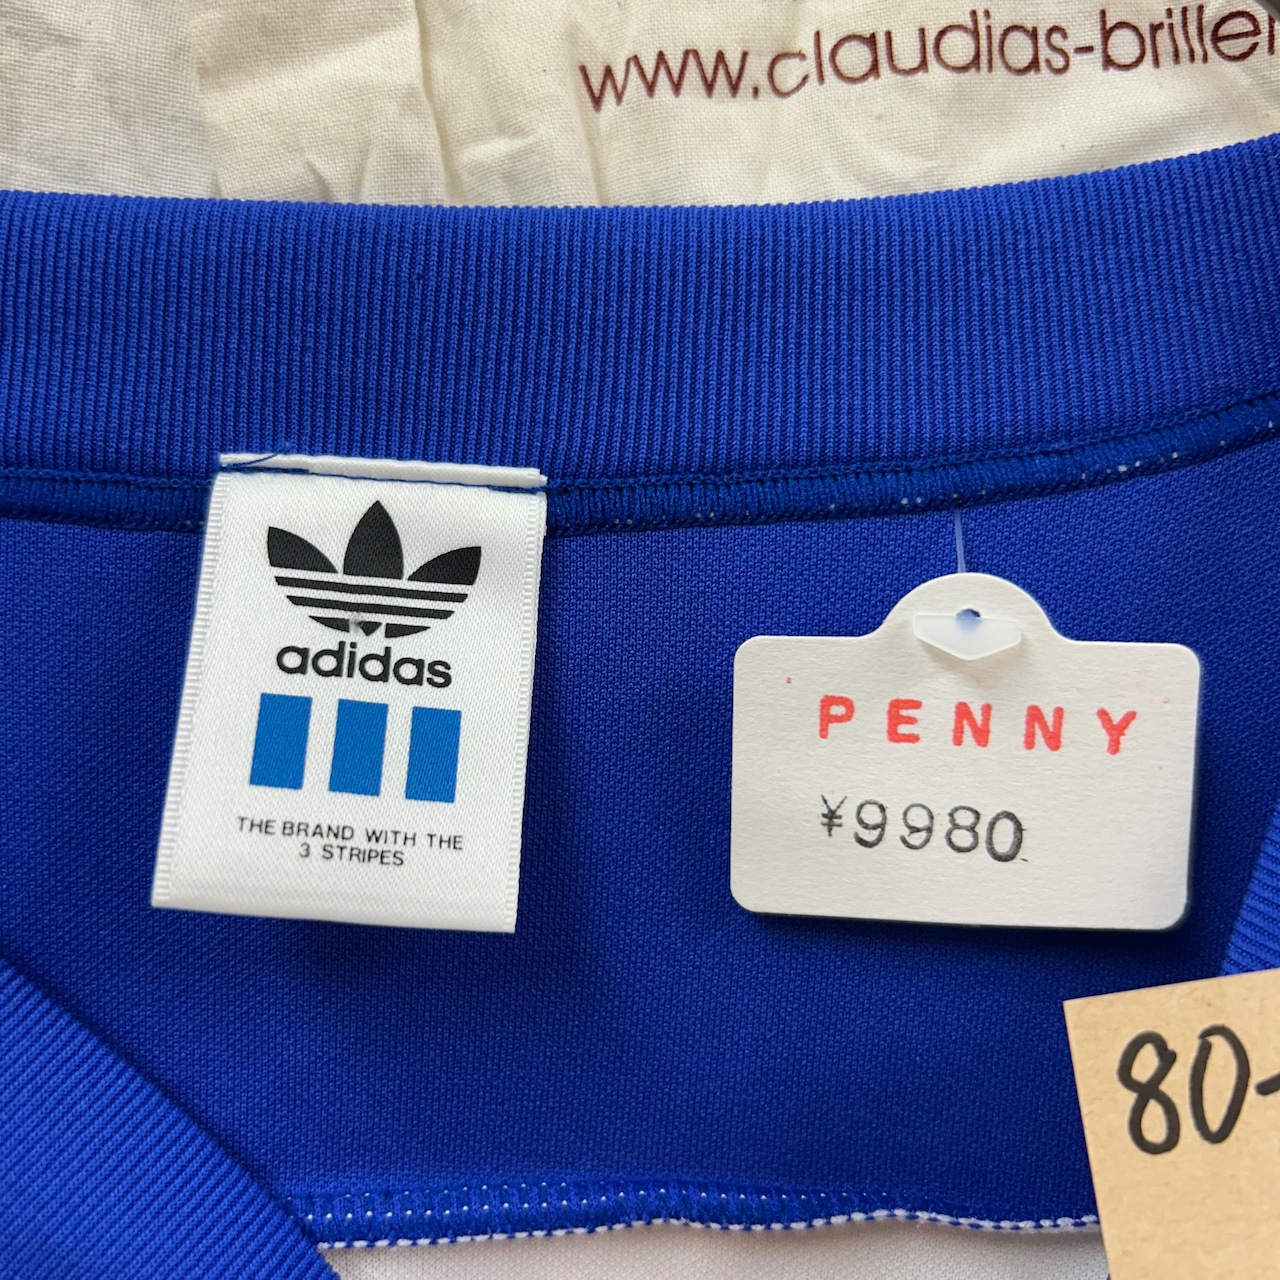 www.claudias-brille
adidas
THE BRAND WITH THE
3 STRIPES
PENNY
¥9980
80-